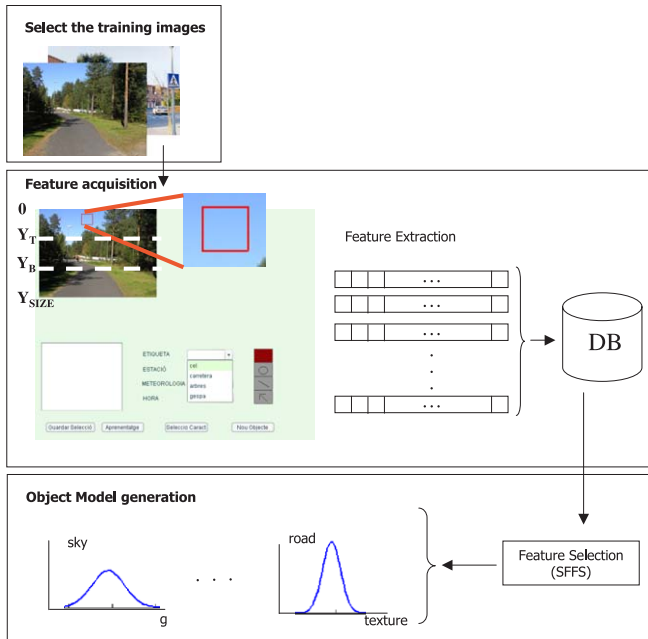 Select the training images
Feature acquisition
0
Y_T
Y_B
Y_SIZE
Feature Extraction
...
...
...
...
DB
ETIQUETA
ESTACIÓ
METEOROLOGIA
HORA
cel
carretera
arbres
gespa
Guardar Selecció
Aprenentatge
Selecció Caract
Nou Objecte
Object Model generation
sky
g
. . .
road
texture
Feature Selection
(SFFS)